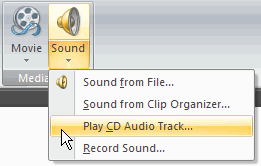 Movie
Sound
Media
Sound from File...
Sound from Clip Organizer...
Play CD Audio Track...
Record Sound...